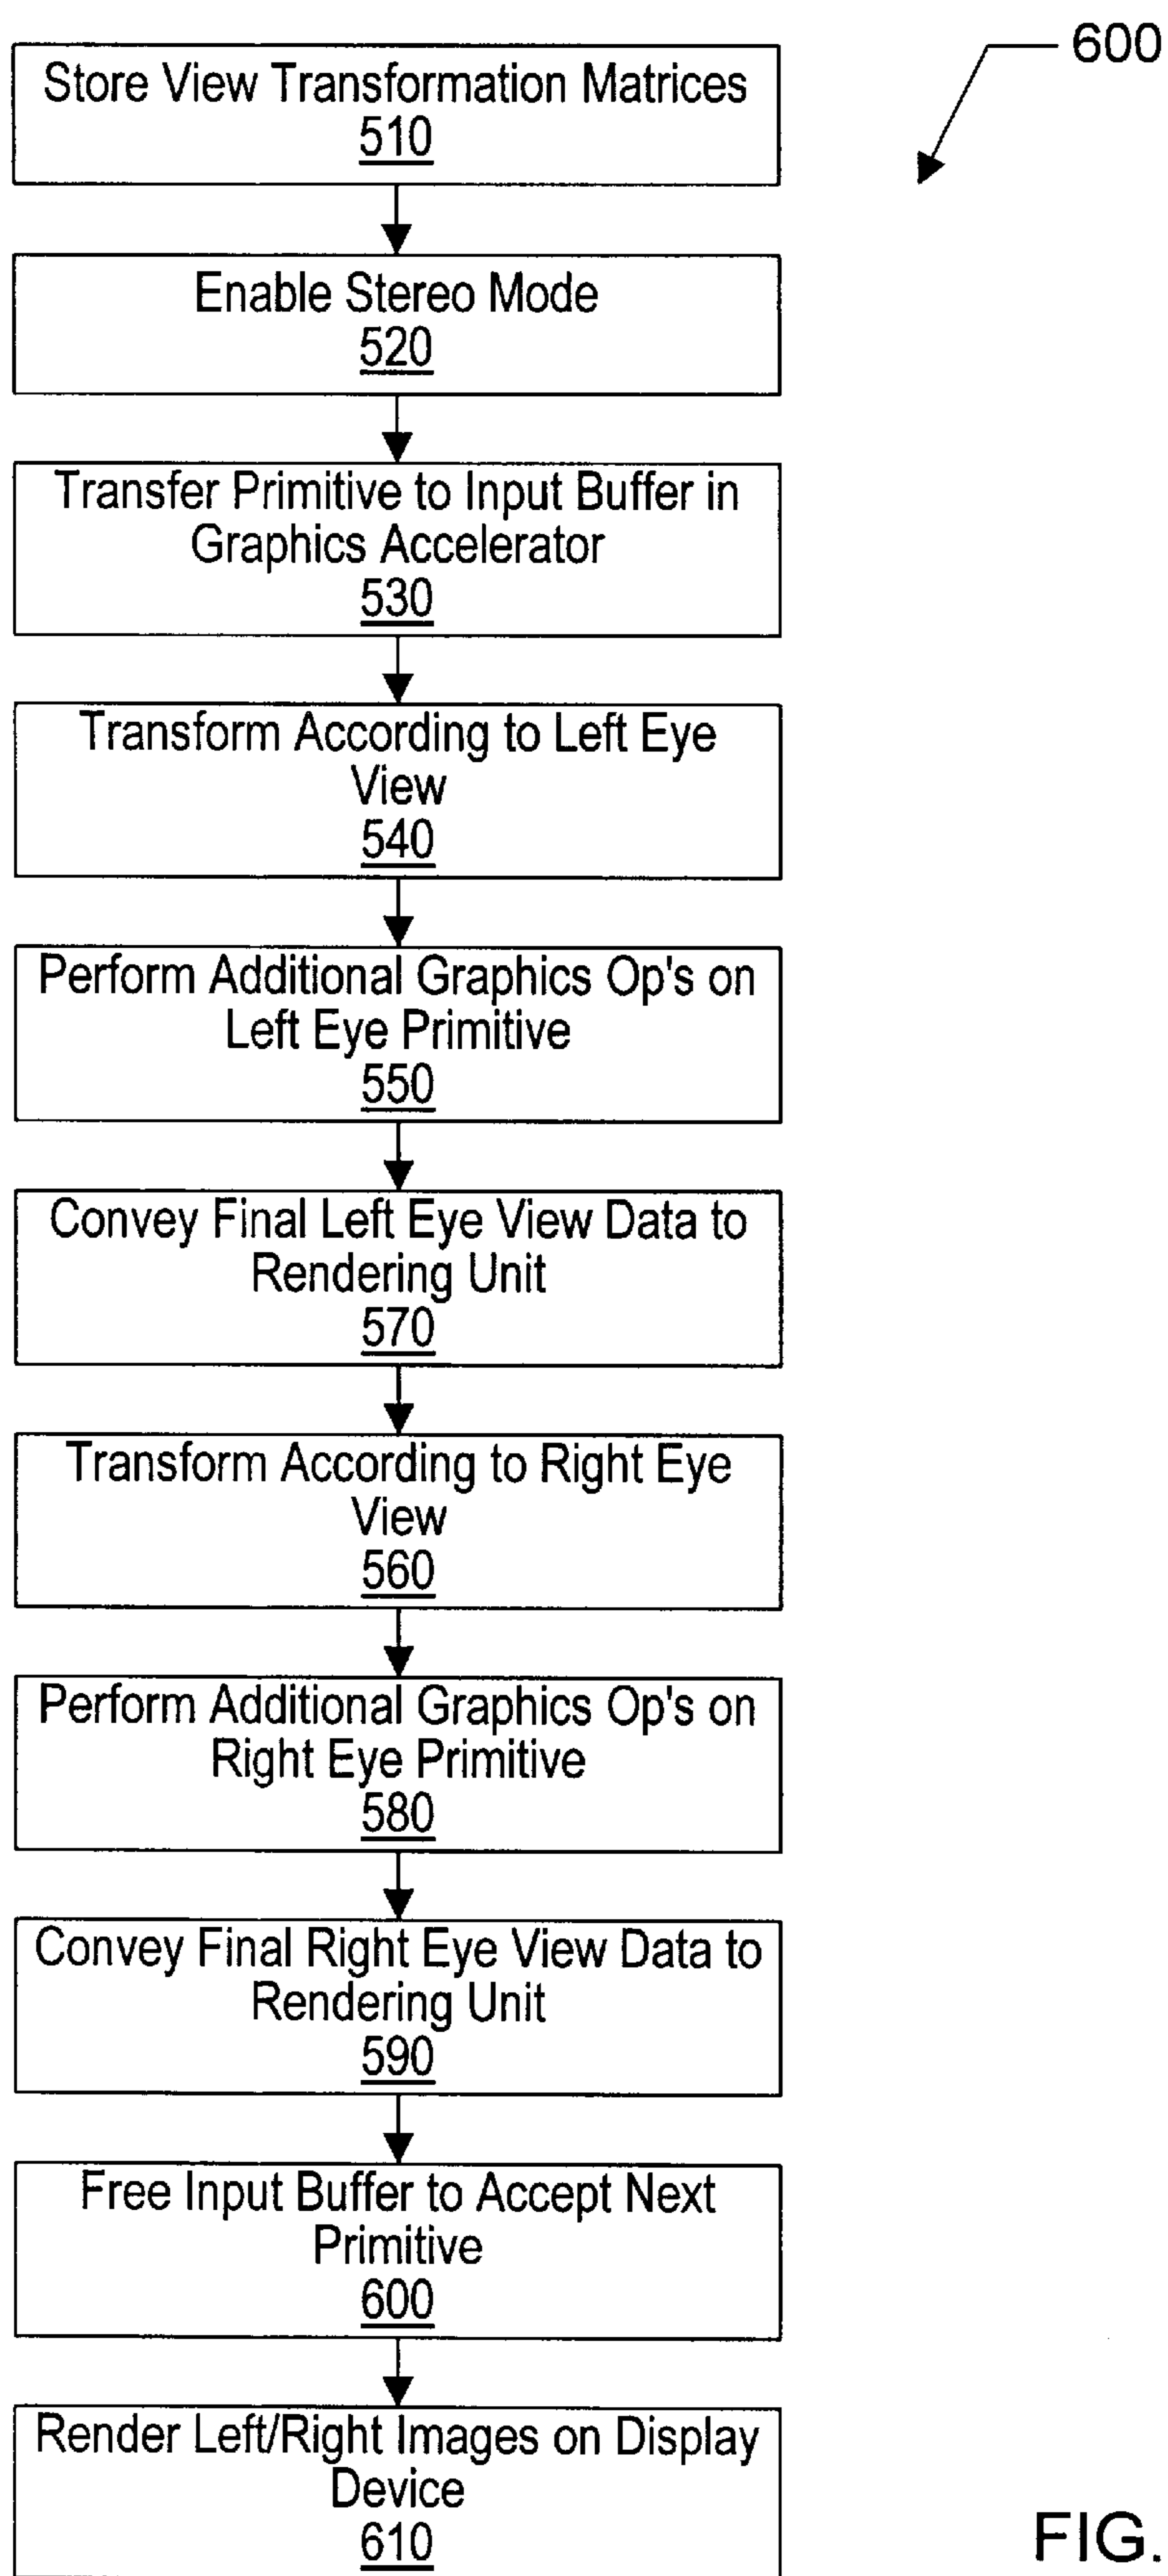 600
Store View Transformation Matrices
510
Enable Stereo Mode
520
Transfer Primitive to Input Buffer in
Graphics Accelerator
530
Transform According to Left Eye
View
540
Perform Additional Graphics Op's on
Left Eye Primitive
550
Convey Final Left Eye View Data to
Rendering Unit
570
Transform According to Right Eye
View
560
Perform Additional Graphics Op's on
Right Eye Primitive
580
Convey Final Right Eye View Data to
Rendering Unit
590
Free Input Buffer to Accept Next
Primitive
600
Render Left/Right Images on Display
Device
610
FIG.